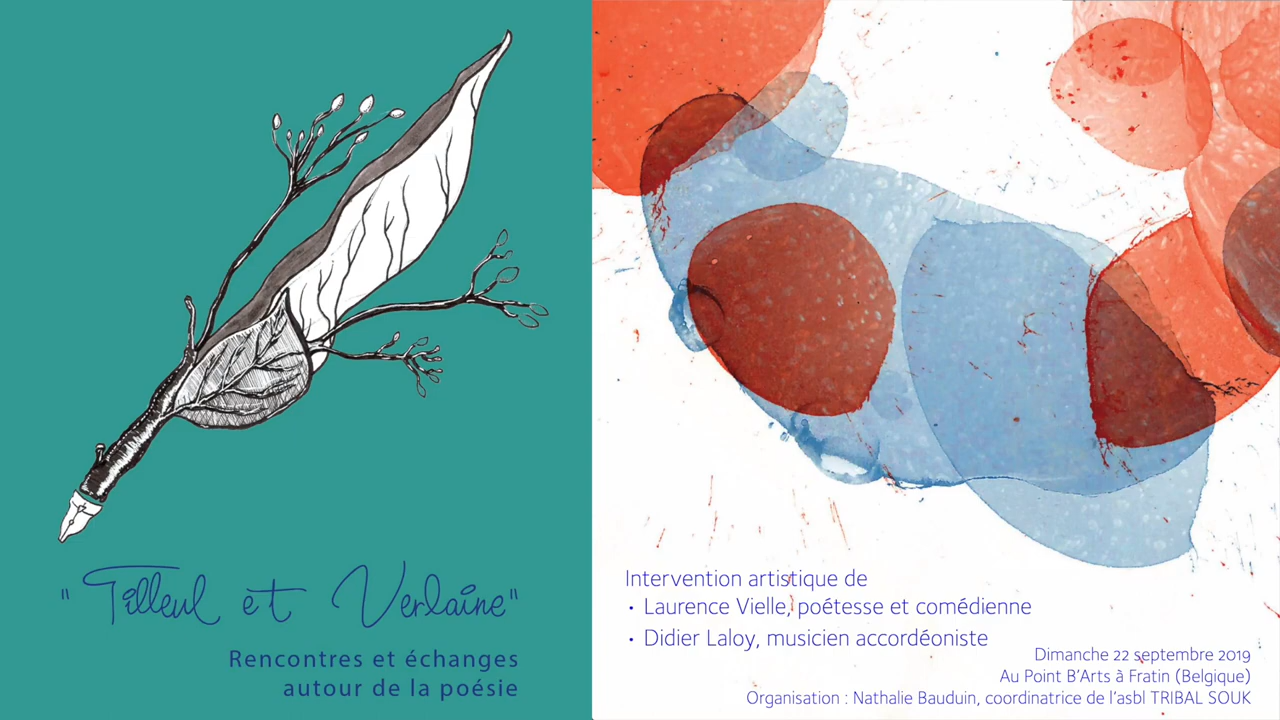 " Tilleul et Verlaine"
Rencontres et échanges
autour de la poésie
Intervention artistique de
• Laurence Vielle, poétesse et comédienne
• Didier Laloy, musicien accordéoniste
Dimanche 22 septembre 2019
Au Point B'Arts à Fratin (Belgique)
Organisation : Nathalie Bauduin, coordinatrice de l'asbl TRIBAL SOUK